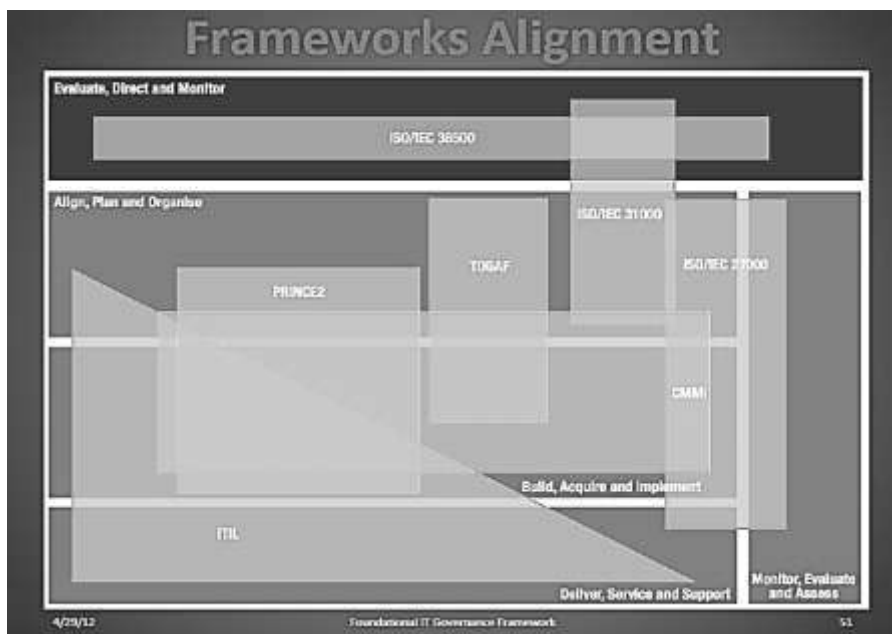 Frameworks Alignment
Evaluate, Direct and Monitor
ISO/IEC 38500
Align, Plan and Organise
ISO/IEC 31000
TOGAF
ISO/IEC 27000
PRINCE2
CMMI
Build, Acquire and Implement
ITIL
Deliver, Service and Support
Monitor, Evaluate
and Assess
4/29/12
Foundational IT Governance Framework
51